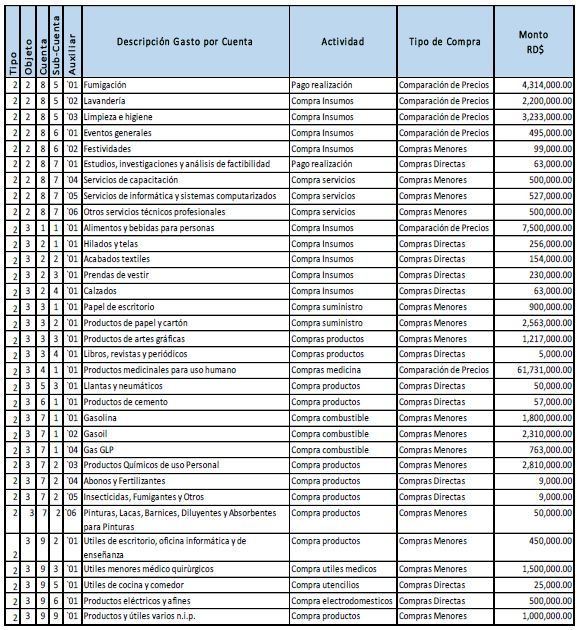 Tipo Objeto Cuenta Sub-Cuenta Auxiliar Descripción Gasto por Cuenta Actividad Tipo de Compra Monto RD$
2 2 8 5 `01 Fumigación Pago realización Comparación de Precios 4,314,000.00
2 2 8 5 `02 Lavandería Compra Insumos Comparación de Precios 2,200,000.00
2 2 8 5 `03 Limpieza e higiene Compra Insumos Comparación de Precios 3,233,000.00
2 2 8 6 `01 Eventos generales Compra Insumos Comparación de Precios 495,000.00
2 2 8 6 `02 Festividades Compra Insumos Compras Menores 99,000.00
2 2 8 7 `01 Estudios, investigaciones y análisis de factibilidad Pago realización Compras Directas 63,000.00
2 2 8 7 `04 Servicios de capacitación Compra servicios Compras Menores 500,000.00
2 2 8 7 `05 Servicios de informática y sistemas computarizados Compra servicios Compras Menores 527,000.00
2 2 8 7 `06 Otros servicios técnicos profesionales Compra servicios Compras Menores 500,000.00
2 3 1 1 `01 Alimentos y bebidas para personas Compra Insumos Comparación de Precios 7,500,000.00
2 3 2 1 `01 Hilados y telas Compra Insumos Compras Directas 256,000.00
2 3 2 2 `01 Acabados textiles Compra Insumos Compras Directas 154,000.00
2 3 2 3 `01 Prendas de vestir Compra Insumos Compras Directas 230,000.00
2 3 2 4 `01 Calzados Compra Insumos Compras Directas 63,000.00
2 3 3 1 `01 Papel de escritorio Compra suministro Compras Menores 900,000.00
2 3 3 2 `01 Productos de papel y cartón Compra suministro Compras Menores 2,563,000.00
2 3 3 3 `01 Productos de artes gráficas Compras productos Compras Menores 1,217,000.00
2 3 3 4 `01 Libros, revistas y periódicos Compras productos Compras Directas 5,000.00
2 3 4 1 `01 Productos medicinales para uso humano Compras medicina Comparación de Precios 61,731,000.00
2 3 5 3 `01 Llantas y neumáticos Compra productos Compras Directas 50,000.00
2 3 6 1 `01 Productos de cemento Compra productos Compras Directas 57,000.00
2 3 7 1 `01 Gasolina Compra combustible Compras Menores 1,800,000.00
2 3 7 1 `02 Gasoil Compra combustible Compras Menores 2,310,000.00
2 3 7 1 `04 Gas GLP Compra combustible Compras Menores 763,000.00
2 3 7 2 `03 Productos Químicos de uso Personal Compra productos Compras Menores 2,810,000.00
2 3 7 2 `04 Abonos y Fertilizantes Compra productos Compras Directas 9,000.00
2 3 7 2 `05 Insecticidas, Fumigantes y Otros Compra productos Compras Directas 9,000.00
2 3 7 2 `06 Pinturas, Lacas, Barnices, Diluyentes y Absorbentes Compra productos Compras Menores 50,000.00
para Pinturas
2 3 9 2 `01 Utiles de escritorio, oficina informática y de Compra productos Compras Menores 450,000.00
enseñanza
2 3 9 3 `01 Utiles menores médico quirùrgicos Compra utiles medicos Compras Menores 1,500,000.00
2 3 9 5 `01 Utiles de cocina y comedor Compra utencilios Compras Directas 25,000.00
2 3 9 6 `01 Productos eléctricos y afines Compra electrodomesticos Compras Directas 500,000.00
2 3 9 9 `01 Productos y útiles varios n.i.p. Compra productos Compras Menores 1,000,000.00